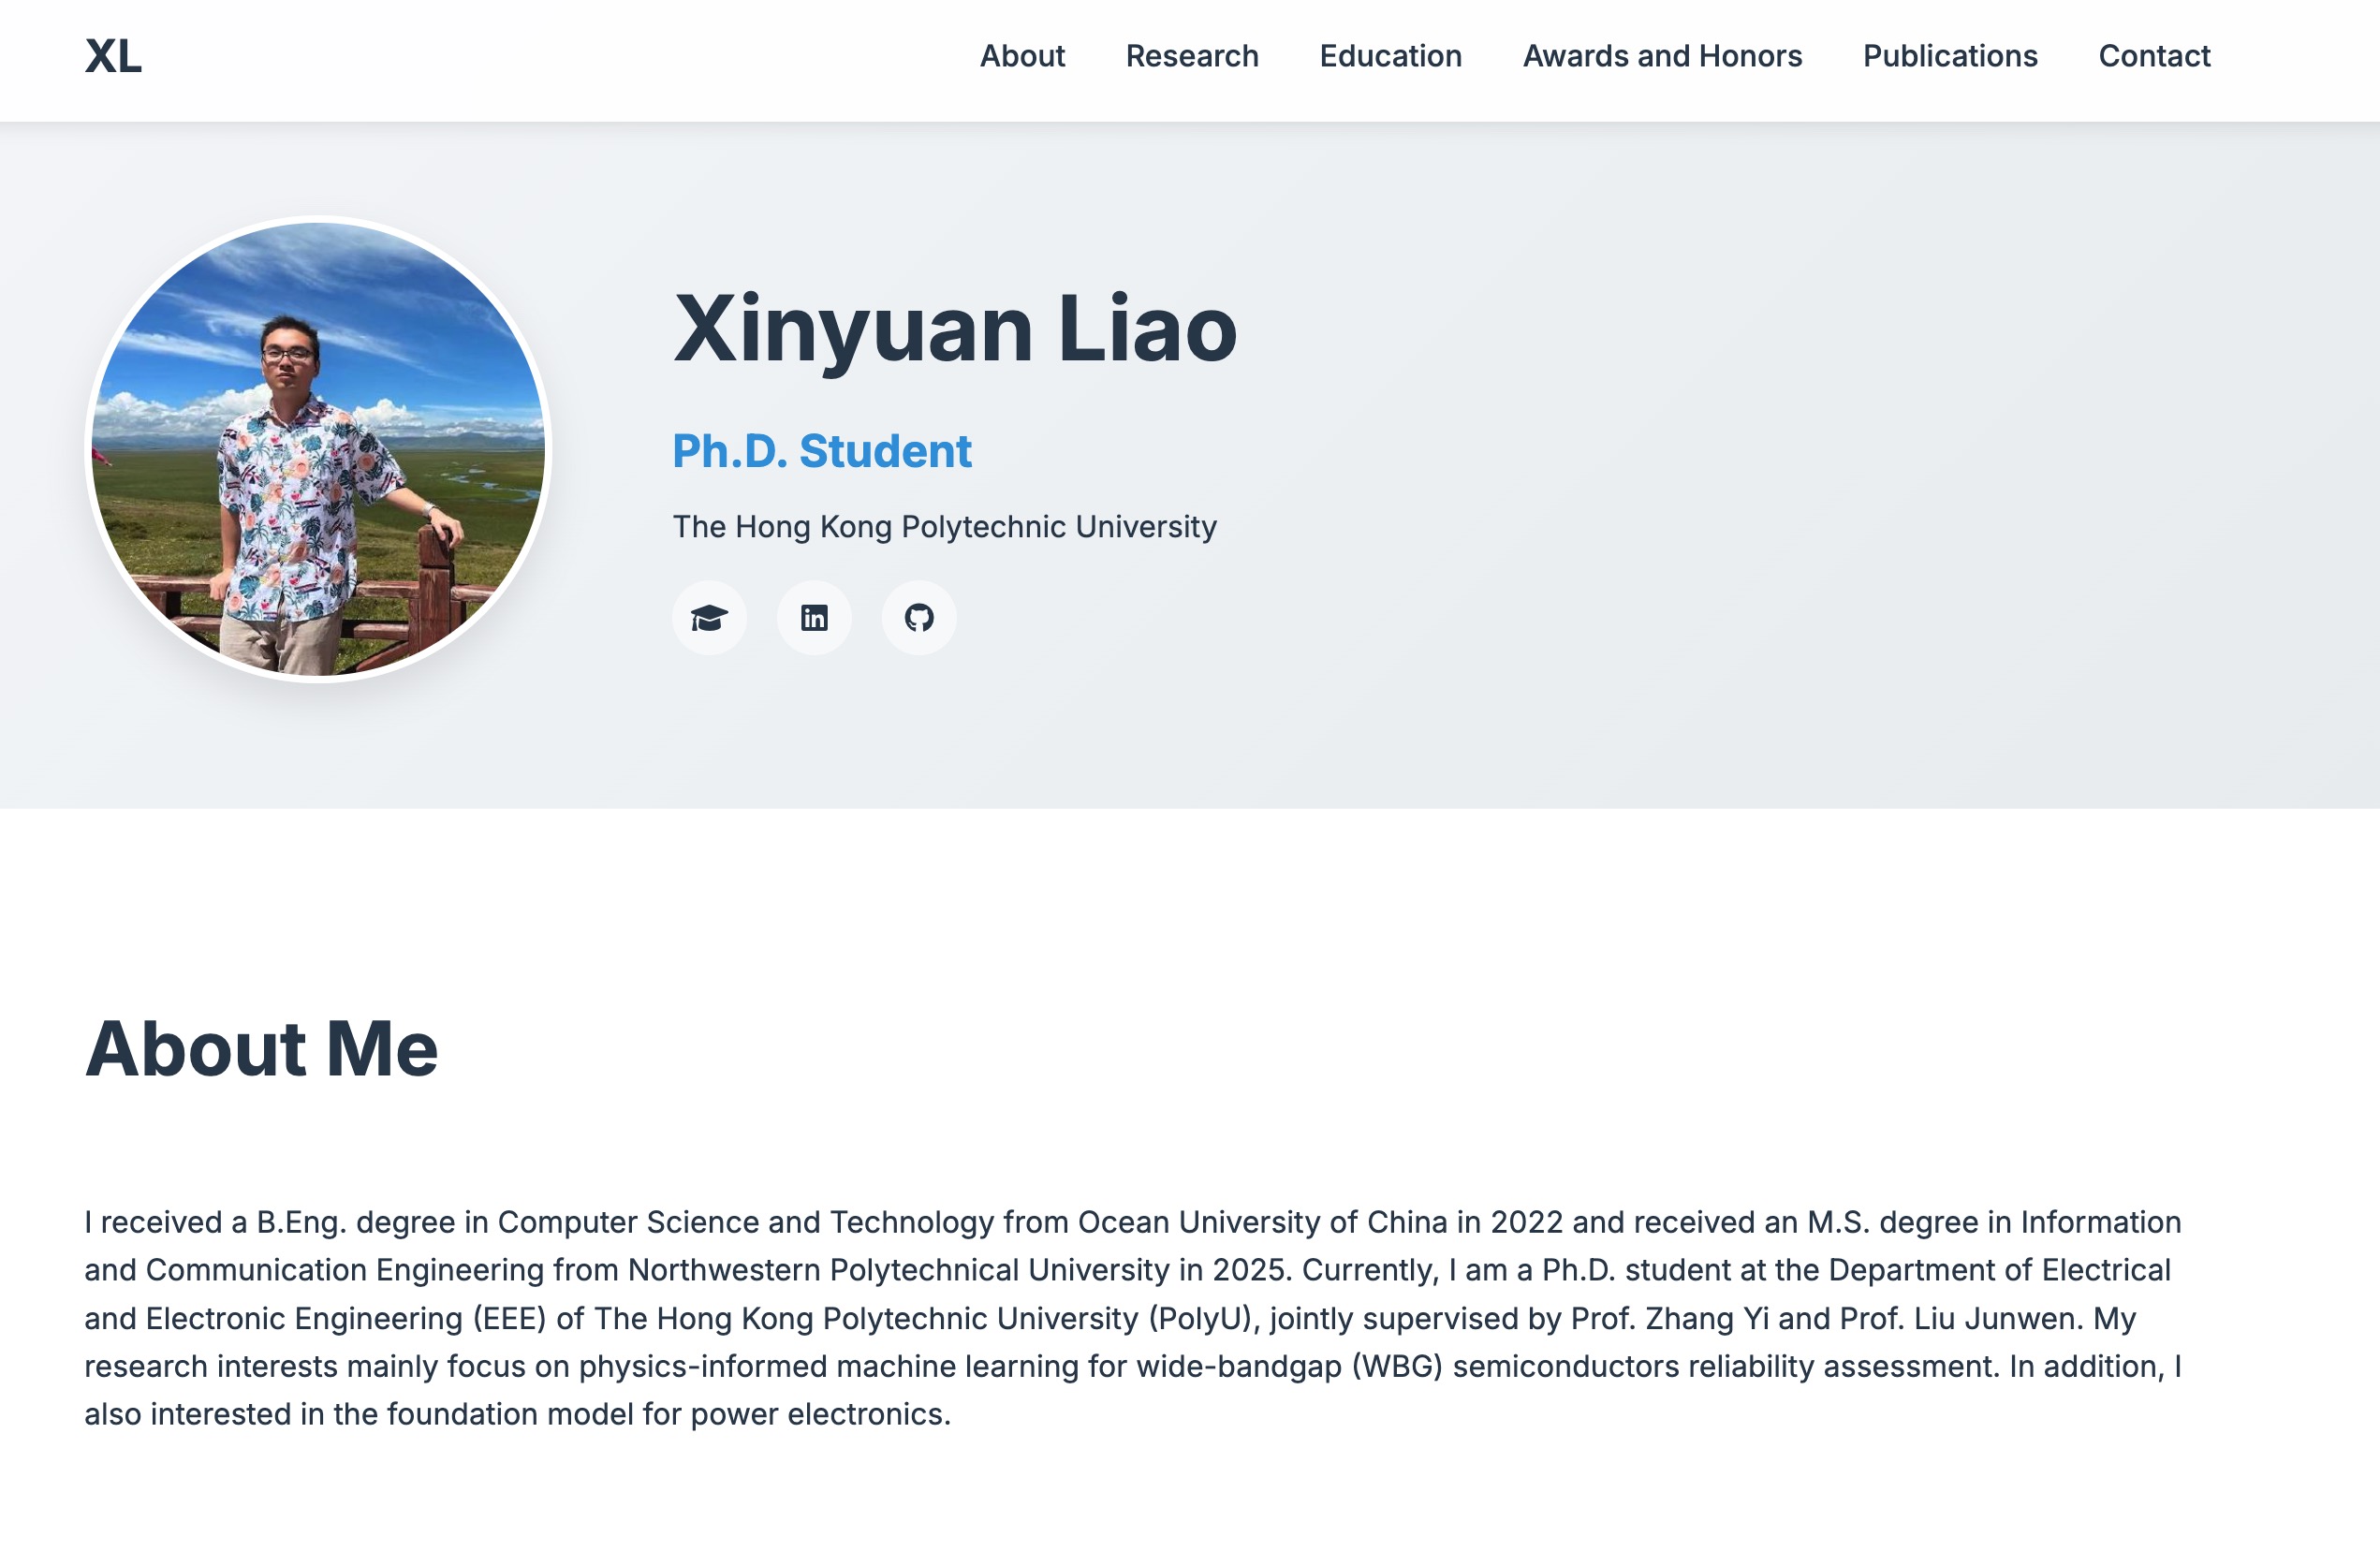 XL
About Research Education Awards and Honors Publications Contact
Xinyuan Liao
Ph.D. Student
The Hong Kong Polytechnic University
in
About Me
I received a B.Eng. degree in Computer Science and Technology from Ocean University of China in 2022 and received an M.S. degree in Information
and Communication Engineering from Northwestern Polytechnical University in 2025. Currently, I am a Ph.D. student at the Department of Electrical
and Electronic Engineering (EEE) of The Hong Kong Polytechnic University (PolyU), jointly supervised by Prof. Zhang Yi and Prof. Liu Junwen. My
research interests mainly focus on physics-informed machine learning for wide-bandgap (WBG) semiconductors reliability assessment. In addition, I
also interested in the foundation model for power electronics.